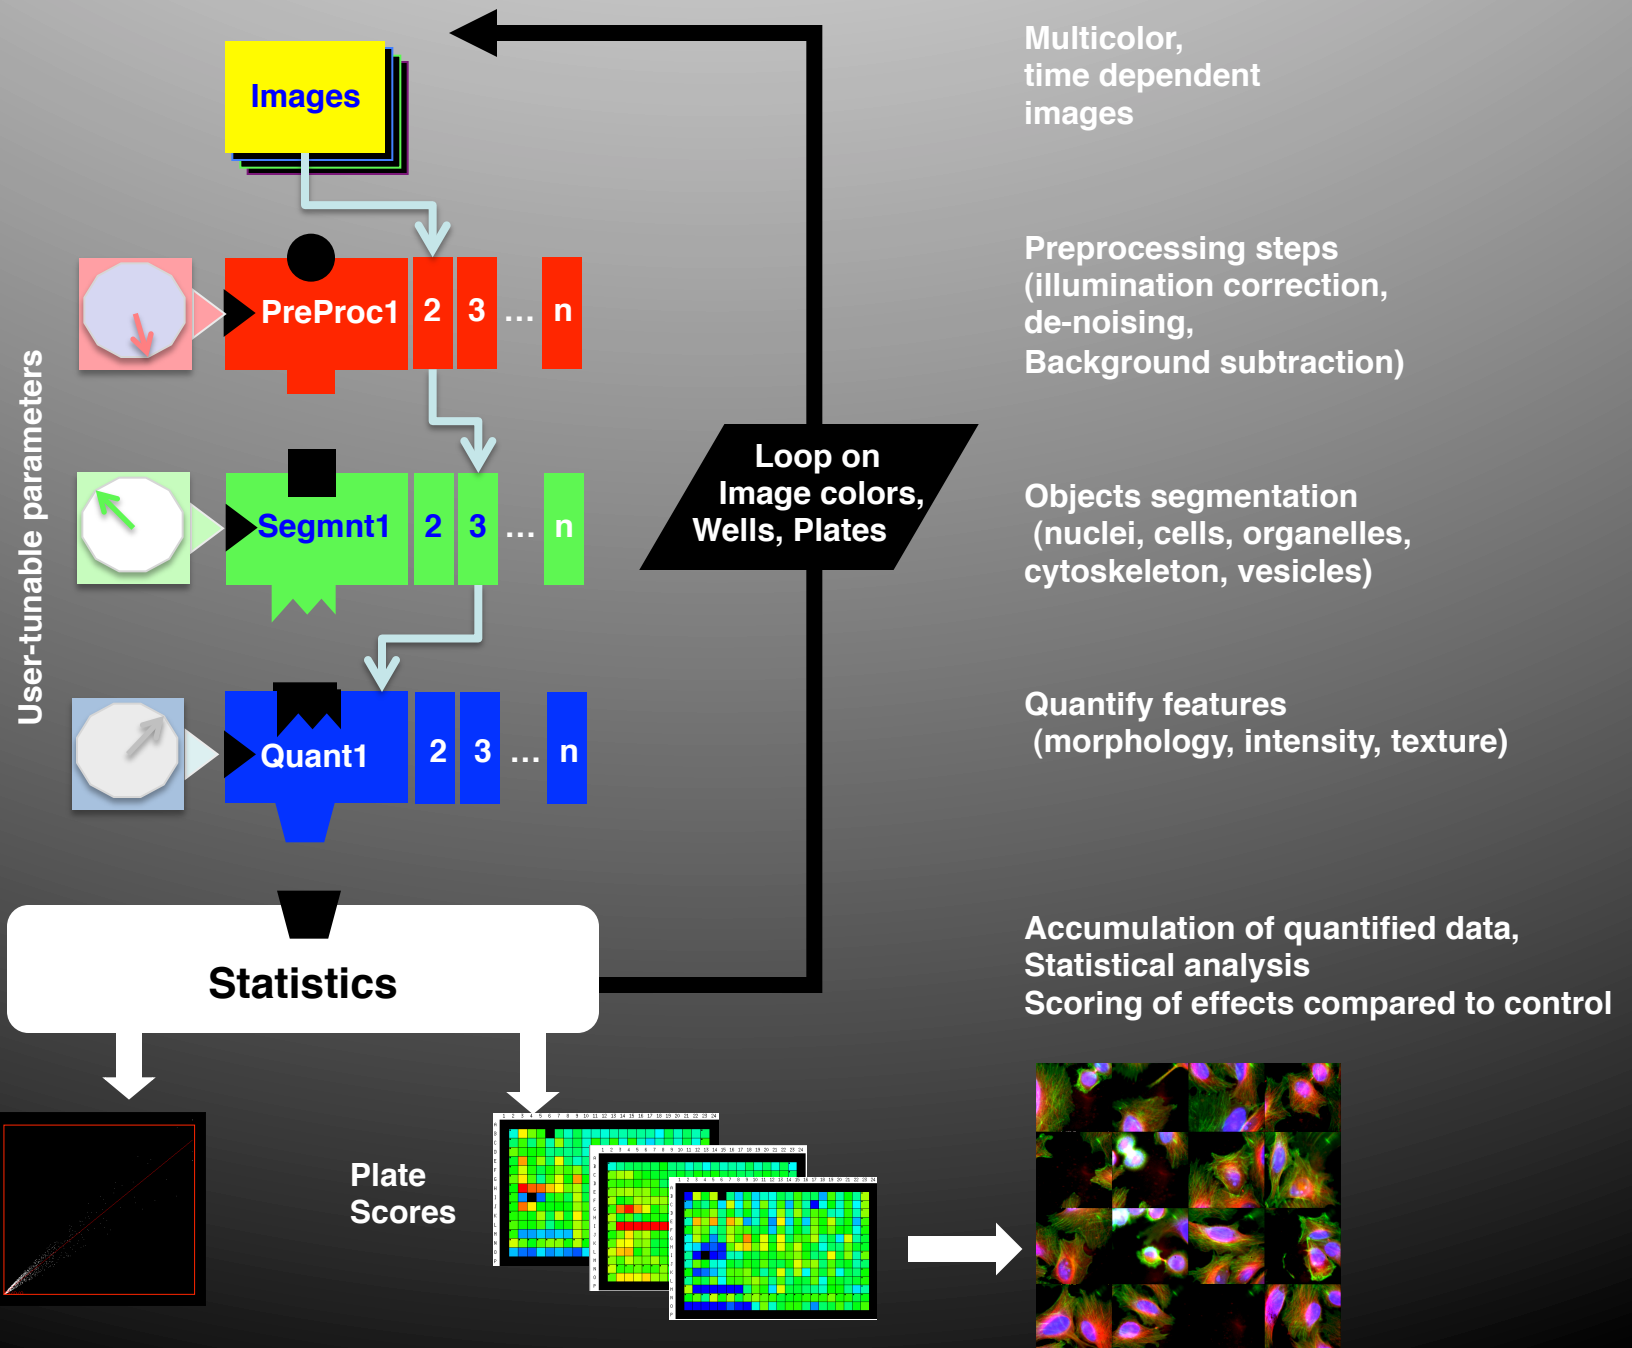 Images
Multicolor,
time dependent
images
User-tunable parameters
PreProc1 2 3 ... n
Preprocessing steps
(illumination correction,
de-noising,
Background subtraction)
Loop on
Image colors,
Wells, Plates
Segmnt1 2 3 ... n
Objects segmentation
(nuclei, cells, organelles,
cytoskeleton, vesicles)
Quant1 2 3 ... n
Quantify features
(morphology, intensity, texture)
Statistics
Accumulation of quantified data,
Statistical analysis
Scoring of effects compared to control
Plate
Scores